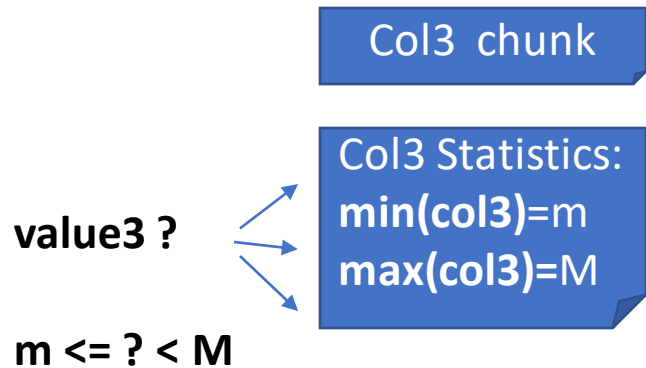 Col3 chunk
Col3 Statistics:
min(col3)=m
max(col3)=M
value3 ?
m <= ? < M